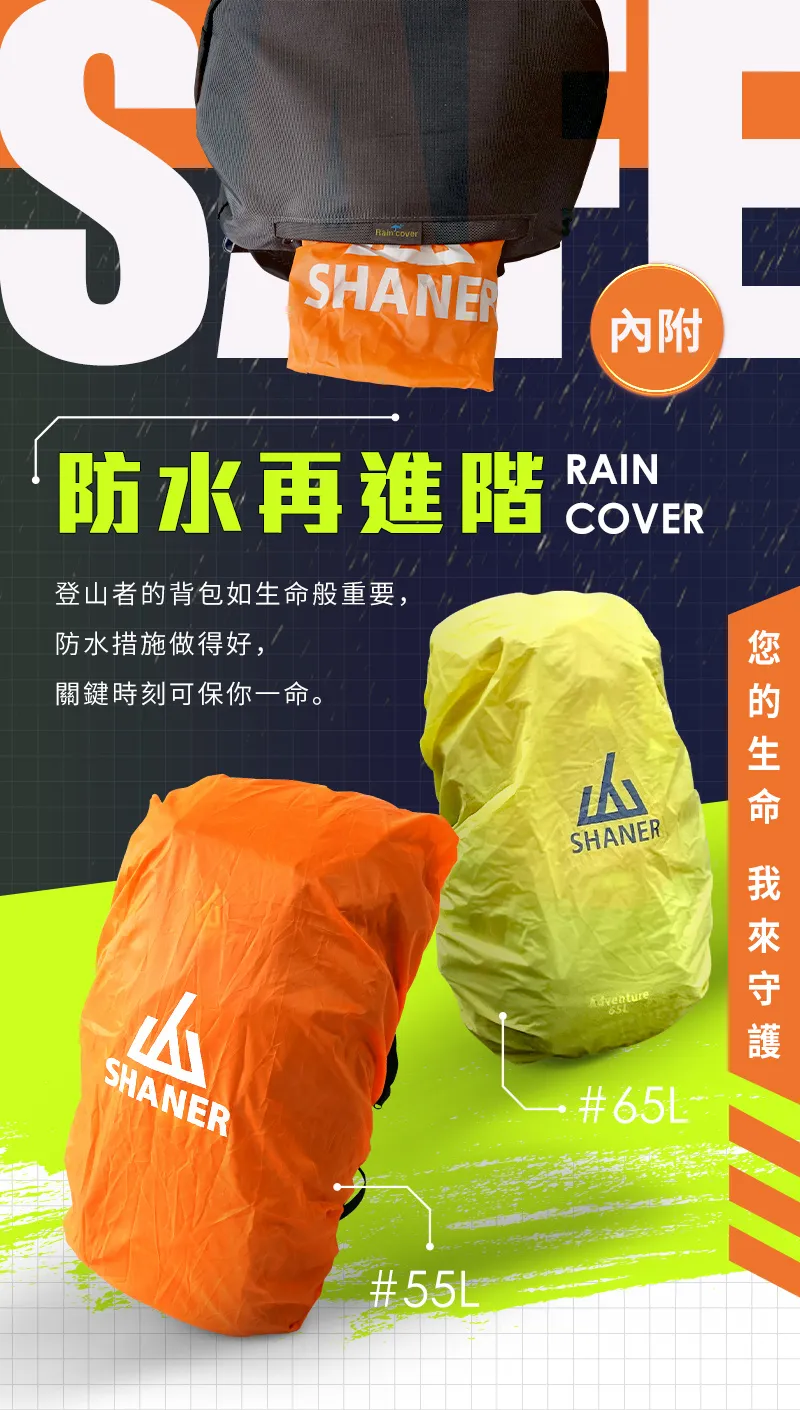 SAFE
Rain cover
SHANER
內附
防水再進階
RAIN
COVER
登山者的背包如生命般重要,
防水措施做得好,
關鍵時刻可保你一命。
您的生命 我來守護
SHANER
Adventure
65L
#65L
SHANER
#55L